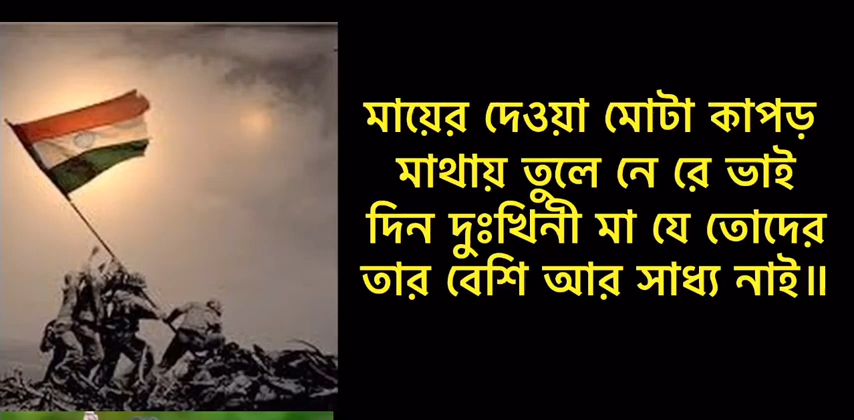 মায়ের দেওয়া মোটা কাপড়
মাথায় তুলে নে রে ভাই
দিন দুঃখিনী মা যে তোদের
তার বেশি আর সাধ্য নাই॥